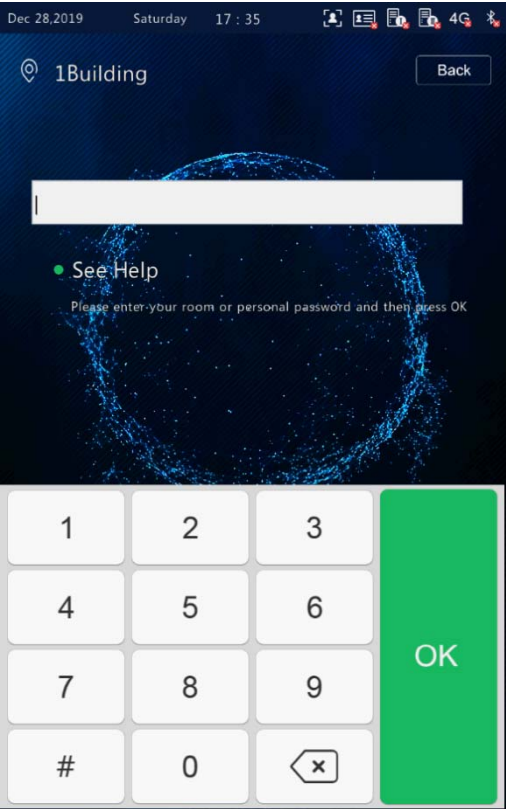 Dec 28,2019 Saturday 17 : 35 4G
1Building
Back
See Help
Please enter your room or personal password and then press OK
1 2 3
4 5 6
OK
7 8 9
# 0